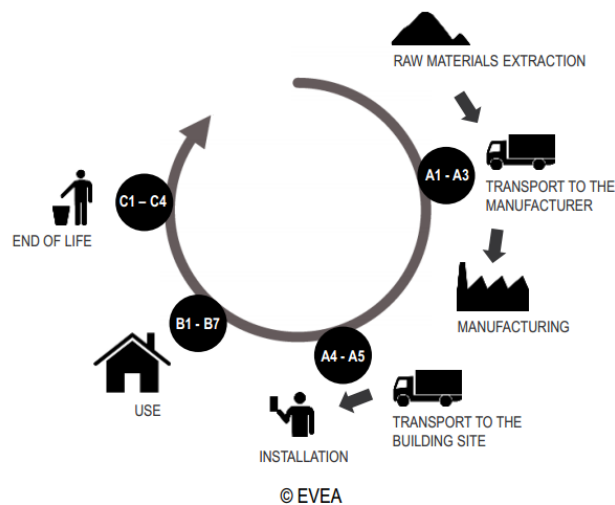 RAW MATERIALS EXTRACTION
A1 - A3
TRANSPORT TO THE
MANUFACTURER
MANUFACTURING
A4 - A5
TRANSPORT TO THE
BUILDING SITE
INSTALLATION
B1 - B7
USE
C1 – C4
END OF LIFE
© EVEA